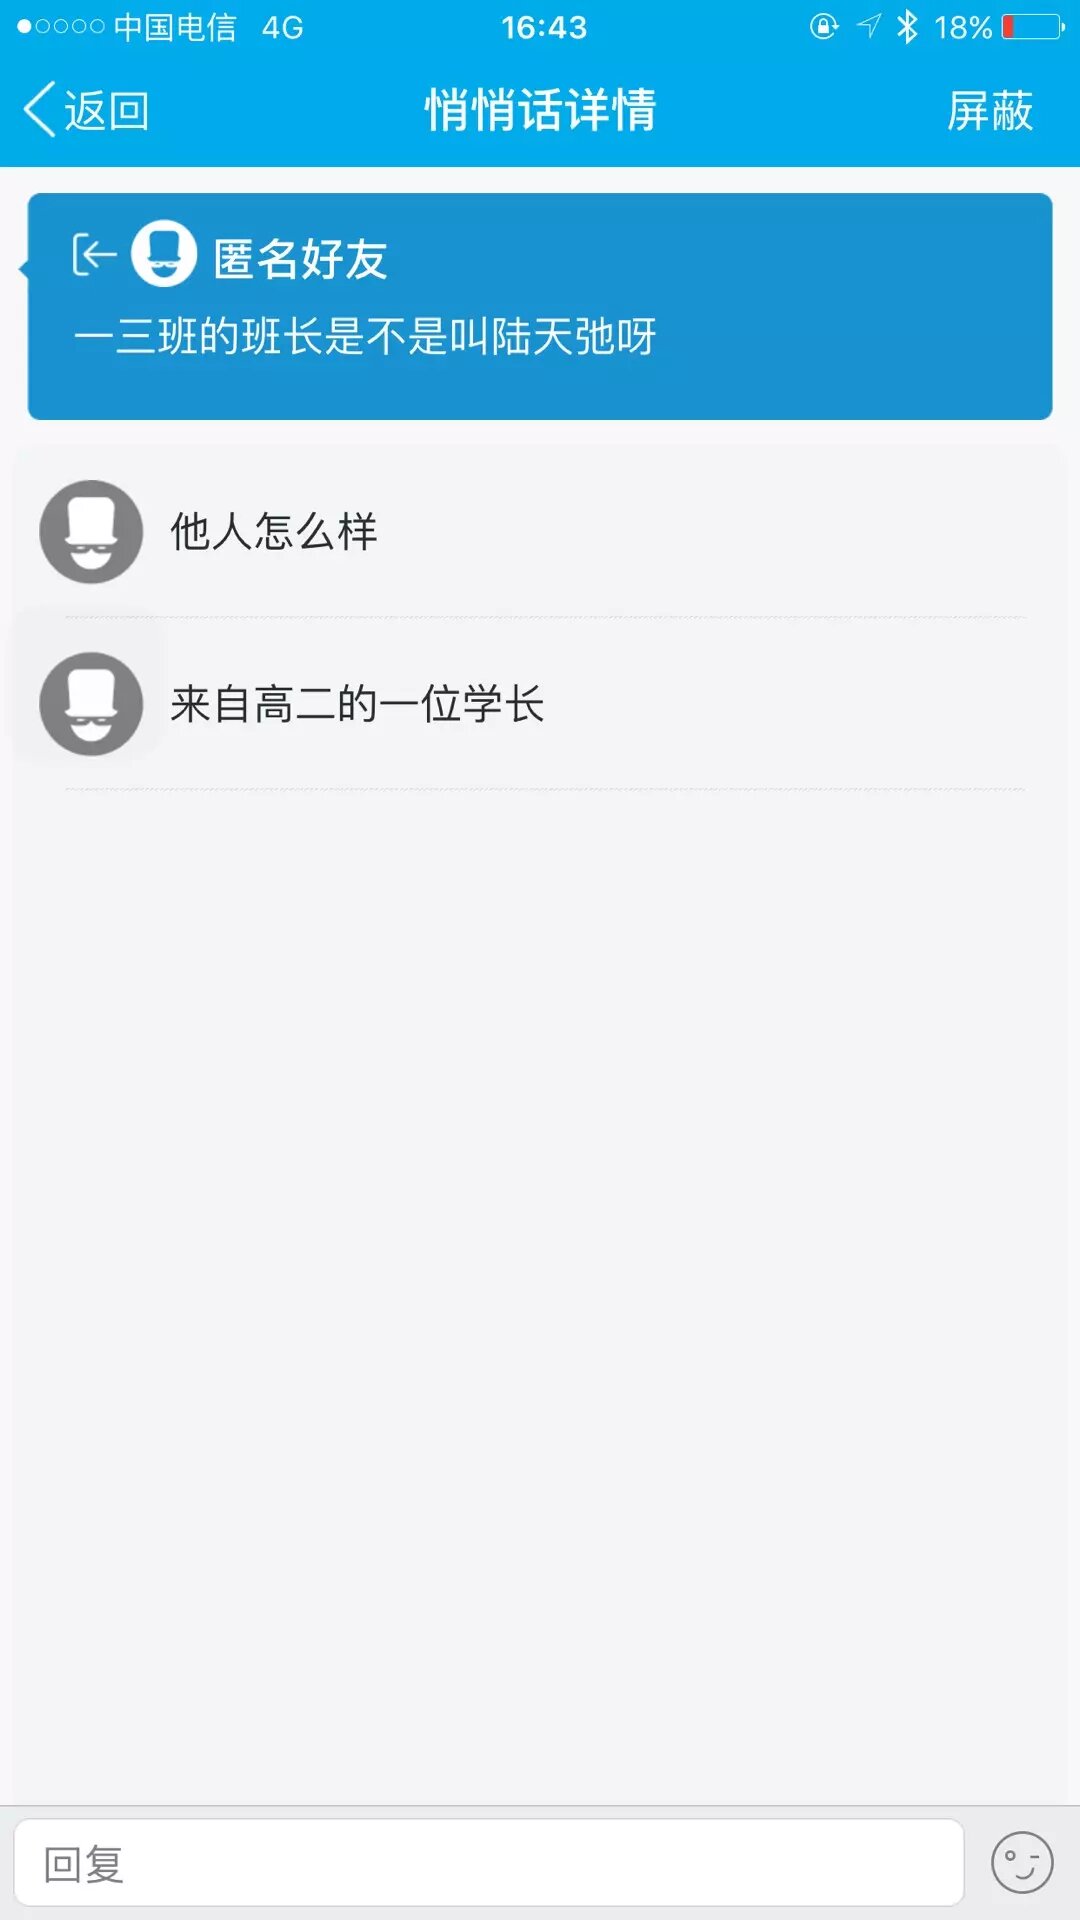 中国电信 4G 16:43 18%
返回 悄悄话详情 屏蔽
匿名好友
一三班的班长是不是叫陆天弛呀
他人怎么样
来自高二的一位学长
回复